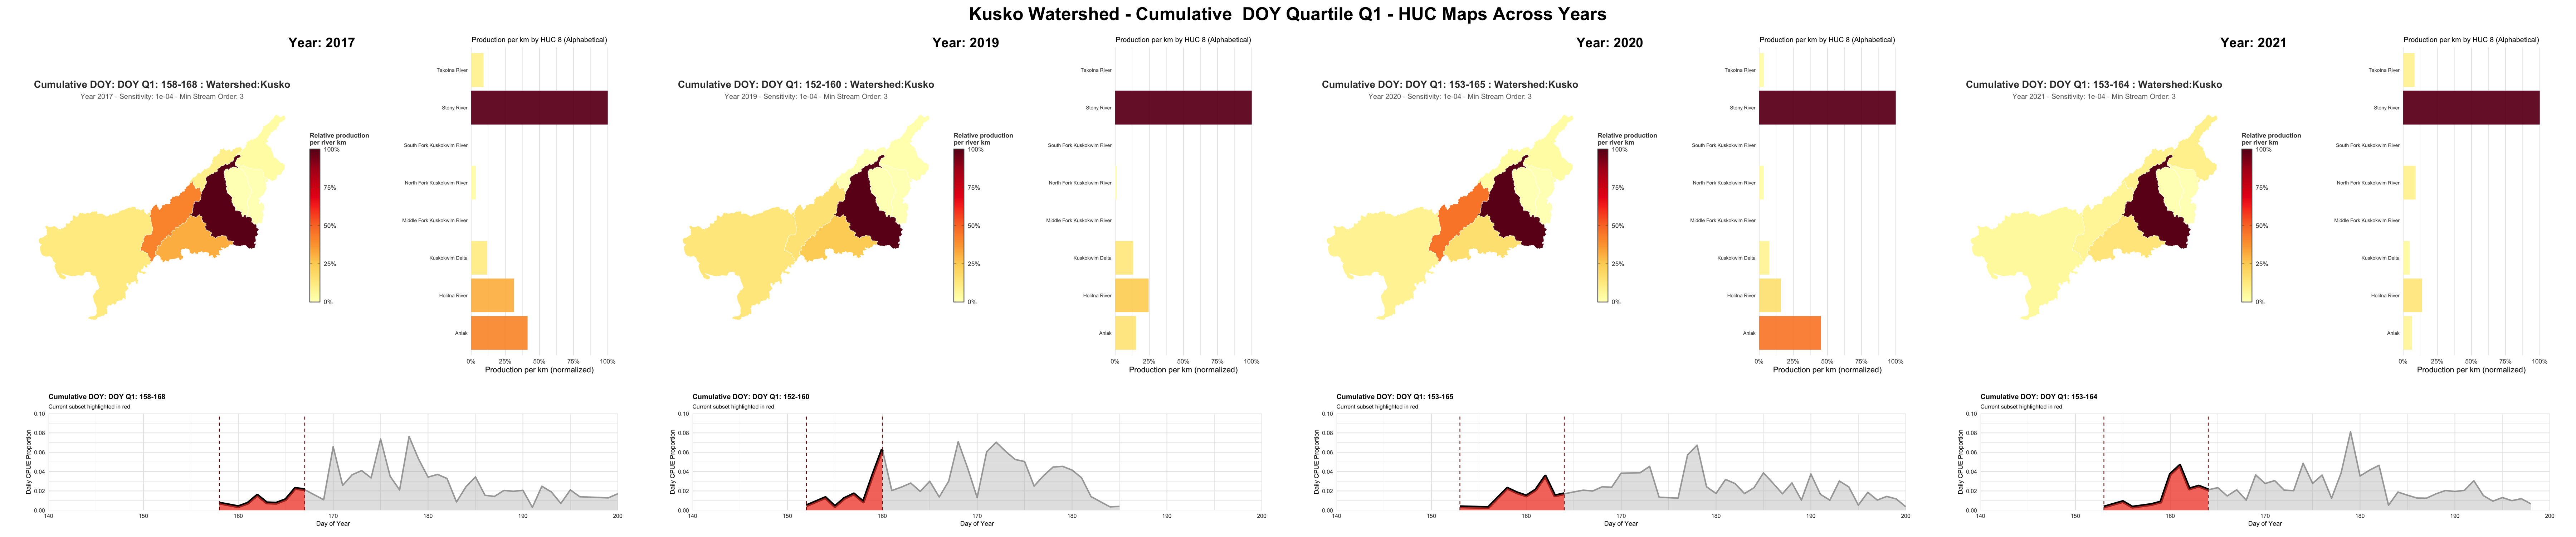 Kusko Watershed - Cumulative  DOY Quartile Q1 - HUC Maps Across Years
Year: 2017
Production per km by HUC 8 (Alphabetical)
Cumulative DOY: DOY Q1: 158-168 : Watershed:Kusko
Year 2017 - Sensitivity: 1e-04 - Min Stream Order: 3
Relative production
per river km
100%
75%
50%
25%
0%
Takotna River
Stony River
South Fork Kuskokwim River
North Fork Kuskokwim River
Middle Fork Kuskokwim River
Kuskokwim Delta
Holitna River
Aniak
0% 25% 50% 75% 100%
Production per km (normalized)
Cumulative DOY: DOY Q1: 158-168
Current subset highlighted in red
Daily CPUE Proportion
0.10
0.08
0.06
0.04
0.02
0.00
140 150 160 170 180 190 200
Day of Year
Year: 2019
Production per km by HUC 8 (Alphabetical)
Cumulative DOY: DOY Q1: 152-160 : Watershed:Kusko
Year 2019 - Sensitivity: 1e-04 - Min Stream Order: 3
Relative production
per river km
100%
75%
50%
25%
0%
Takotna River
Stony River
South Fork Kuskokwim River
North Fork Kuskokwim River
Middle Fork Kuskokwim River
Kuskokwim Delta
Holitna River
Aniak
0% 25% 50% 75% 100%
Production per km (normalized)
Cumulative DOY: DOY Q1: 152-160
Current subset highlighted in red
Daily CPUE Proportion
0.10
0.08
0.06
0.04
0.02
0.00
140 150 160 170 180 190 200
Day of Year
Year: 2020
Production per km by HUC 8 (Alphabetical)
Cumulative DOY: DOY Q1: 153-165 : Watershed:Kusko
Year 2020 - Sensitivity: 1e-04 - Min Stream Order: 3
Relative production
per river km
100%
75%
50%
25%
0%
Takotna River
Stony River
South Fork Kuskokwim River
North Fork Kuskokwim River
Middle Fork Kuskokwim River
Kuskokwim Delta
Holitna River
Aniak
0% 25% 50% 75% 100%
Production per km (normalized)
Cumulative DOY: DOY Q1: 153-165
Current subset highlighted in red
Daily CPUE Proportion
0.10
0.08
0.06
0.04
0.02
0.00
140 150 160 170 180 190 200
Day of Year
Year: 2021
Production per km by HUC 8 (Alphabetical)
Cumulative DOY: DOY Q1: 153-164 : Watershed:Kusko
Year 2021 - Sensitivity: 1e-04 - Min Stream Order: 3
Relative production
per river km
100%
75%
50%
25%
0%
Takotna River
Stony River
South Fork Kuskokwim River
North Fork Kuskokwim River
Middle Fork Kuskokwim River
Kuskokwim Delta
Holitna River
Aniak
0% 25% 50% 75% 100%
Production per km (normalized)
Cumulative DOY: DOY Q1: 153-164
Current subset highlighted in red
Daily CPUE Proportion
0.10
0.08
0.06
0.04
0.02
0.00
140 150 160 170 180 190 200
Day of Year